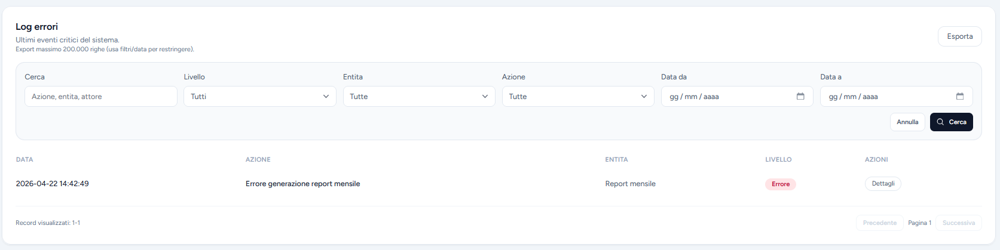 Log errori
Ultimi eventi critici del sistema.
Export massimo 200.000 righe (usa filtri/data per restringere).
Esporta
Cerca Livello Entita Azione Data da Data a
Azione, entita, attore Tutti Tutte Tutte gg / mm / aaaa gg / mm / aaaa
Annulla Cerca
DATA AZIONE ENTITA LIVELLO AZIONI
2026-04-22 14:42:49 Errore generazione report mensile Report mensile Errore Dettagli
Record visualizzati: 1-1 Precedente Pagina 1 Successiva